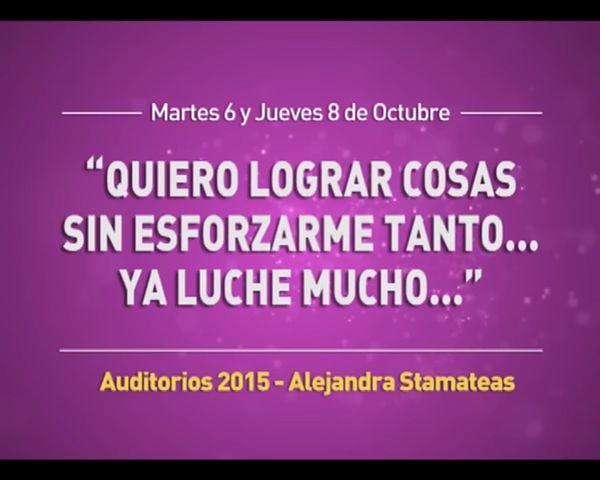 Martes 6 y Jueves 8 de Octubre
“QUIERO LOGRAR COSAS
SIN ESFORZARME TANTO...
YA LUCHE MUCHO...”
Auditorios 2015 - Alejandra Stamateas